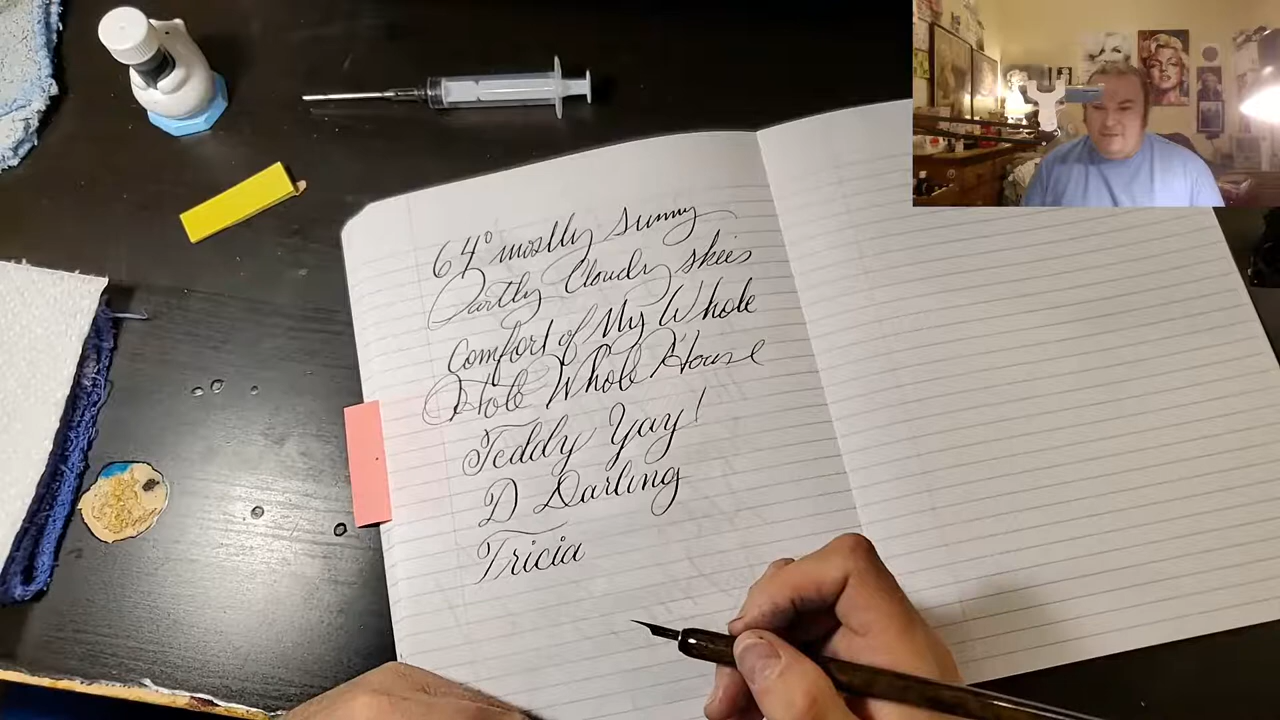 64° mostly sunny
Partly Cloudy skies
Comfort of My Whole
Hole Whole House
Teddy Yay!
D Darling
Tricia